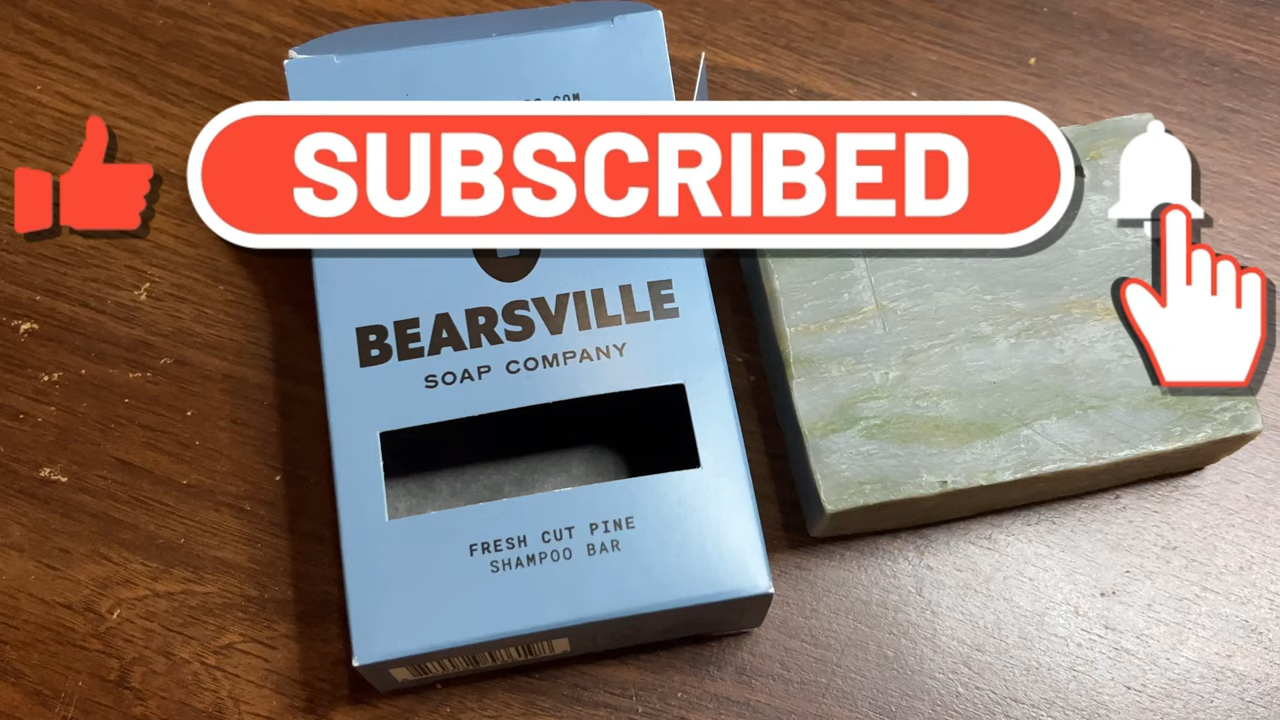 SUBSCRIBED
BEARSVILLE
SOAP COMPANY
FRESH CUT PINE
SHAMPOO BAR